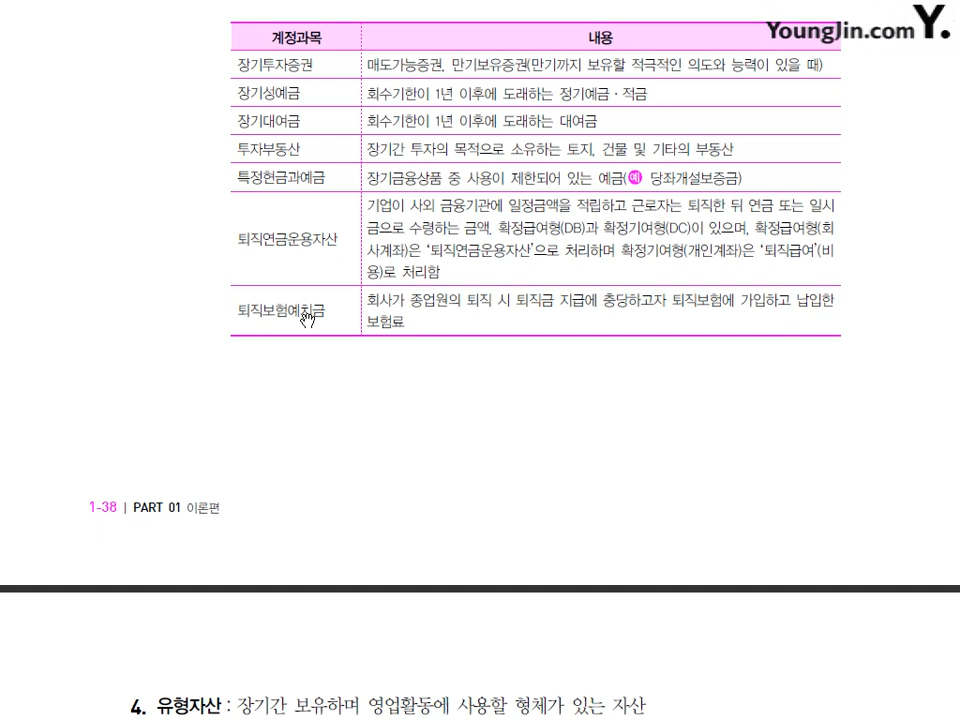 YoungJin.com Y.
계정과목 내용
장기투자증권 매도가능증권, 만기보유증권(만기까지 보유할 적극적인 의도와 능력이 있을 때)
장기성예금 회수기한이 1년 이후에 도래하는 정기예금·적금
장기대여금 회수기한이 1년 이후에 도래하는 대여금
투자부동산 장기간 투자의 목적으로 소유하는 토지, 건물 및 기타의 부동산
특정현금과예금 장기금융상품 중 사용이 제한되어 있는 예금(예 당좌개설보증금)
퇴직연금운용자산 기업이 사외 금융기관에 일정금액을 적립하고 근로자는 퇴직한 뒤 연금 또는 일시
금으로 수령하는 금액, 확정급여형(DB)과 확정기여형(DC)이 있으며, 확정급여형(회
사계좌)은 ‘퇴직연금운용자산’으로 처리하며 확정기여형(개인계좌)은 ‘퇴직급여’(비
용)로 처리함
퇴직보험예치금 회사가 종업원의 퇴직 시 퇴직금 지급에 충당하고자 퇴직보험에 가입하고 납입한
보험료
1-38 | PART 01 이론편
4. 유형자산 : 장기간 보유하며 영업활동에 사용할 형체가 있는 자산